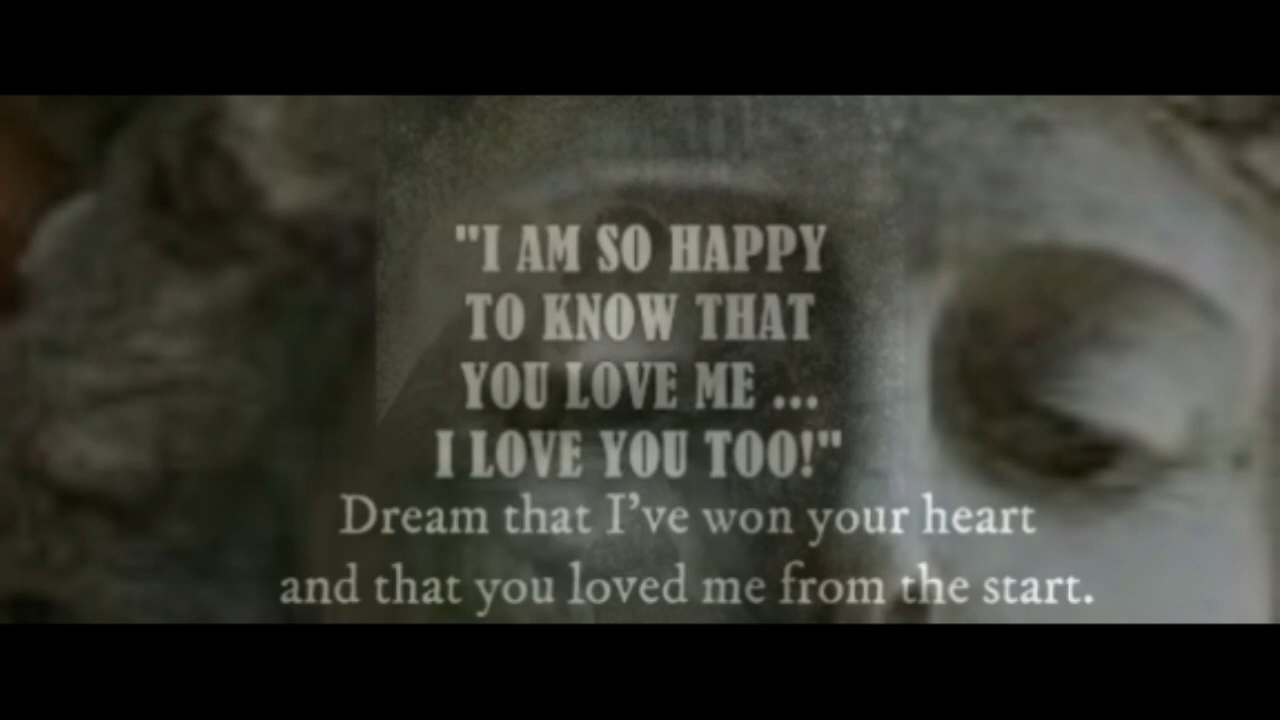 "I AM SO HAPPY
TO KNOW THAT
YOU LOVE ME ...
I LOVE YOU TOO!"
Dream that I’ve won your heart
and that you loved me from the start.